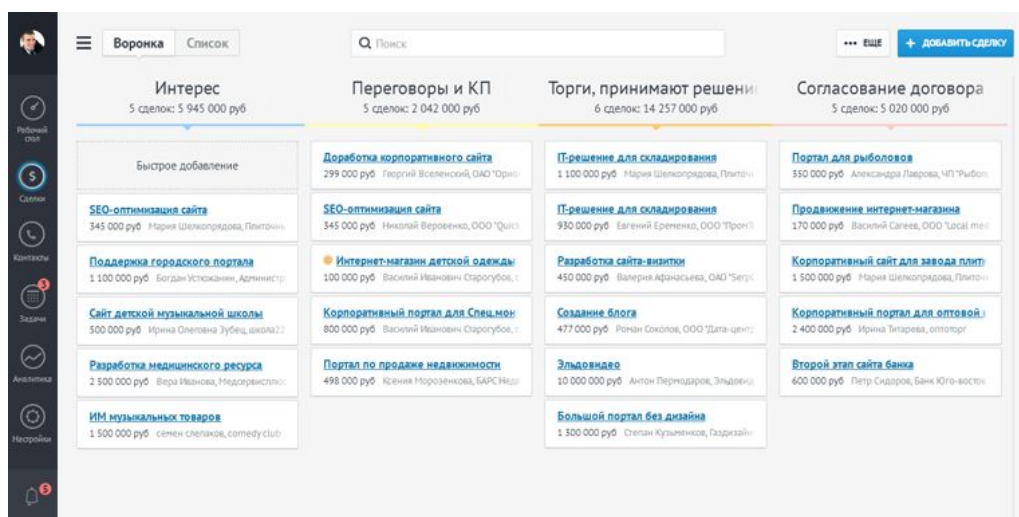 Воронка Список
Поиск
••• ЕЩЕ
+ ДОБАВИТЬ СДЕЛКУ
Рабочий
стол
Сделки
Контакты
3
Задачи
Аналитика
Настройки
3
Интерес
5 сделок: 5 945 000 руб
Быстрое добавление
SEO-оптимизация сайта
345 000 руб Мария Шелкопрядова, Плиточн
Поддержка городского портала
1 100 000 руб Богдан Устюжанин, Администр
Сайт детской музыкальной школы
500 000 руб Ирина Олеговна Зубец, школа22
Разработка медицинского ресурса
2 500 000 руб Вера Иванова,
ИМ музыкальных товаров
1 500 000 руб семен слепаков, comedy club
Переговоры и КП
5 сделок: 2 042 000 руб
Доработка корпоративного сайта
299 000 руб Георгий Вселенский, ОАО "Орио
SEO-оптимизация сайта
345 000 руб Николай Веровенко, ООО "Quic
Интернет-магазин детской одежды
100 000 руб Василий Иванович Старогубов,
Корпоративный портал для Спец.мон
800 000 руб Василий Иванович Старогубов,
Портал по продаже недвижимости
498 000 руб Ксения Морозенкова, БАРС Недв
Торги, принимают решени
6 сделок: 14 257 000 руб
IT-решение для складирования
1 100 000 руб Мария Шелкопрядова, Плиточн
IT-решение для складирования
930 000 руб Евгений Еременко, ООО "Пром
Разработка сайта-визитки
450 000 руб Валерия Афанасьева, ОАО "Serp
Создание блога
477 000 руб Роман Соколов, ООО "Дата-цент
Эльдовидео
10 000 000 руб Антон Пермодаров, Эльдовид
Большой портал без дизайна
1 300 000 руб Степан Кузьменков, Газдизайн
Согласование договора
5 сделок: 5 020 000 руб
Портал для рыболовов
350 000 руб Александра Лаврова, ЧП "Рыбол
Продвижение интернет-магазина
170 000 руб Василий Сагеев, ООО "Local med
Корпоративный сайт для завода плит
1 500 000 руб Мария Шелкопрядова, Плиточн
Корпоративный портал для оптовой
2 400 000 руб Ирина Титарева, оптоторг
Второй этап сайта банка
600 000 руб Петр Сидоров, Банк Юго-восток